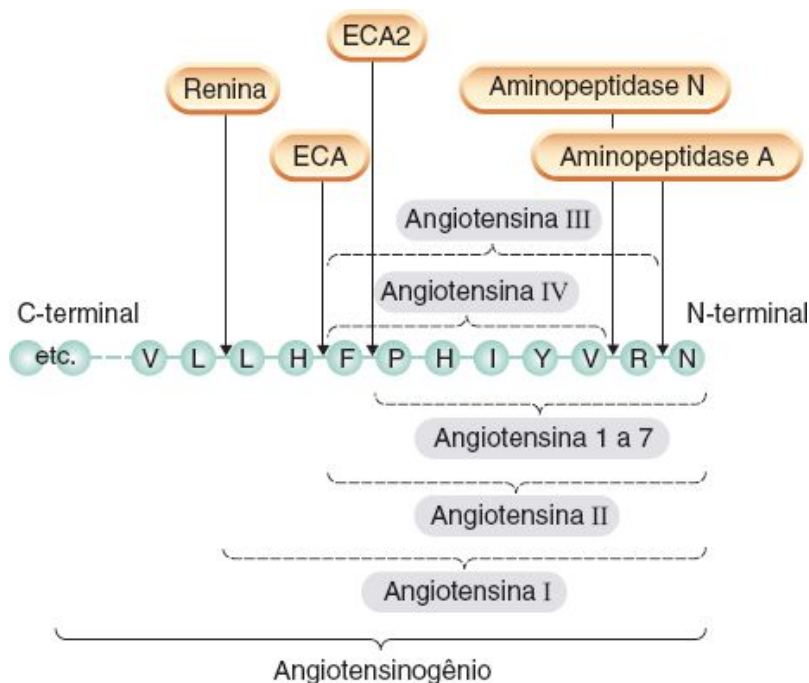 ECA2
Renina
Aminopeptidase N
ECA
Aminopeptidase A
Angiotensina III
Angiotensina IV
C-terminal
N-terminal
etc. V L L H F P H I Y V R N
Angiotensina 1 a 7
Angiotensina II
Angiotensina I
Angiotensinogênio